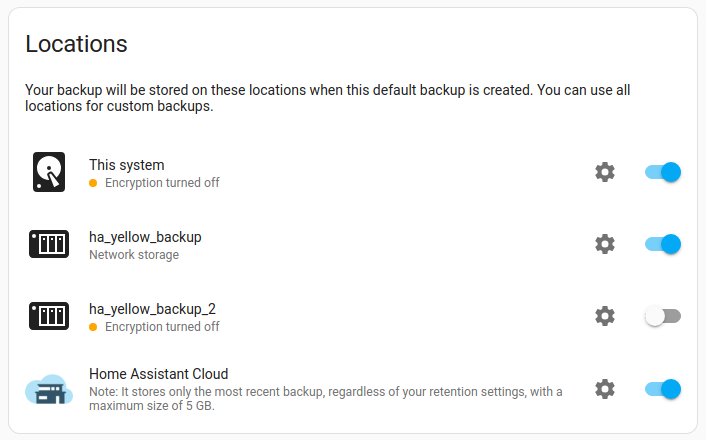 Locations
Your backup will be stored on these locations when this default backup is created. You can use all
locations for custom backups.
This system
Encryption turned off
ha_yellow_backup
Network storage
ha_yellow_backup_2
Encryption turned off
Home Assistant Cloud
Note: It stores only the most recent backup, regardless of your retention settings, with a
maximum size of 5 GB.